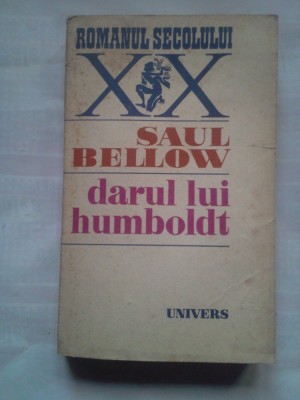 ROMANUL SECOLULUI
XX
SAUL
BELLOW
darul lui
humboldt
UNIVERS